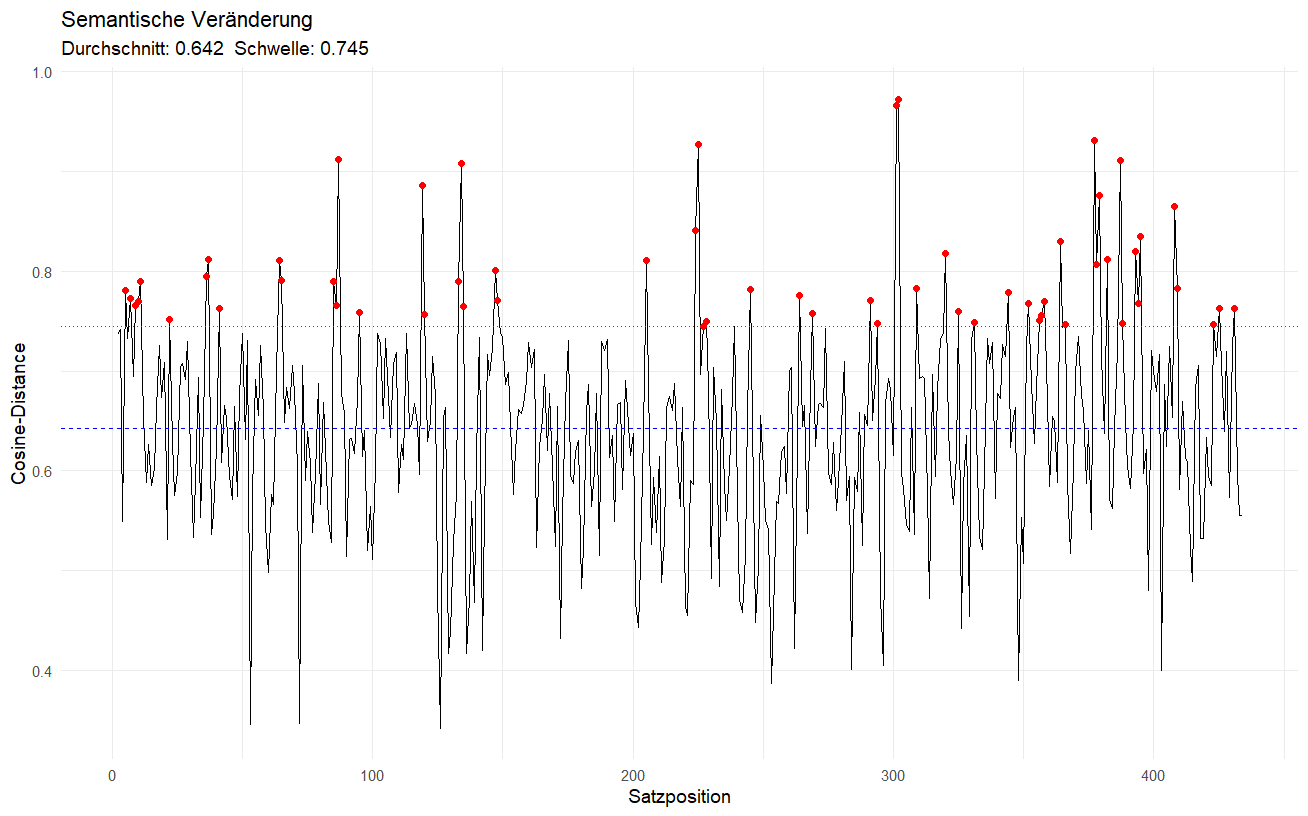 Semantische Veränderung
Durchschnitt: 0.642  Schwelle: 0.745
1.0
0.8
0.6
0.4
Cosine-Distance
0
100
200
300
400
Satzposition